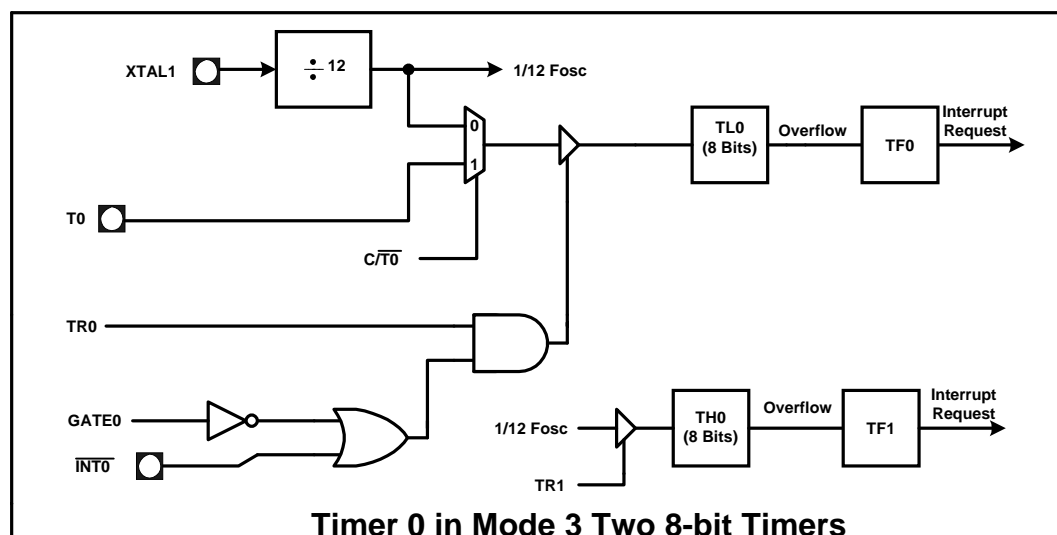 XTAL1
÷ 12
1/12 Fosc
0
1
T0
C/T0
TL0
(8 Bits)
Overflow
TF0
Interrupt
Request
TR0
GATE0
INT0
1/12 Fosc
TR1
TH0
(8 Bits)
Overflow
TF1
Interrupt
Request
Timer 0 in Mode 3 Two 8-bit Timers